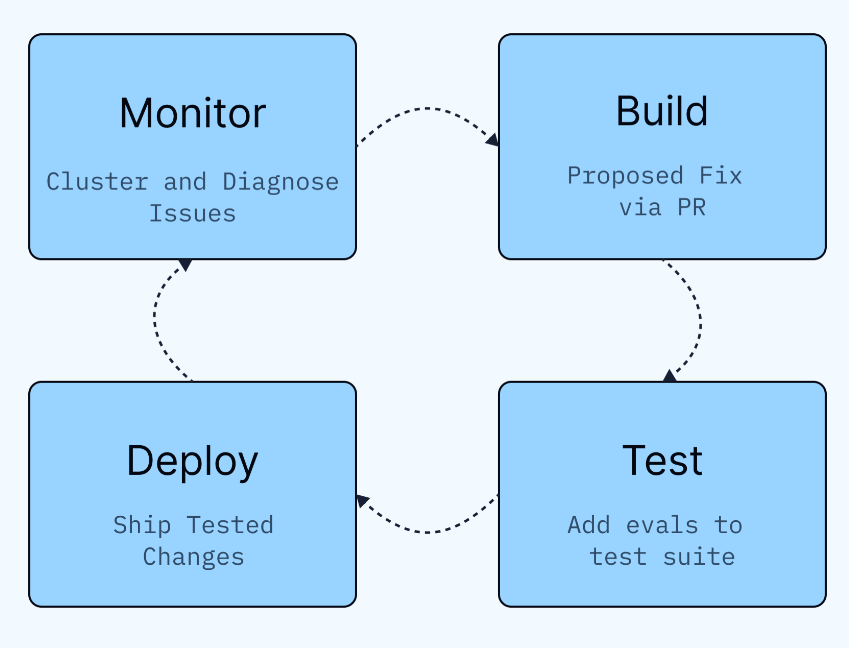 Monitor
Cluster and Diagnose
Issues
Build
Proposed Fix
via PR
Deploy
Ship Tested
Changes
Test
Add evals to
test suite